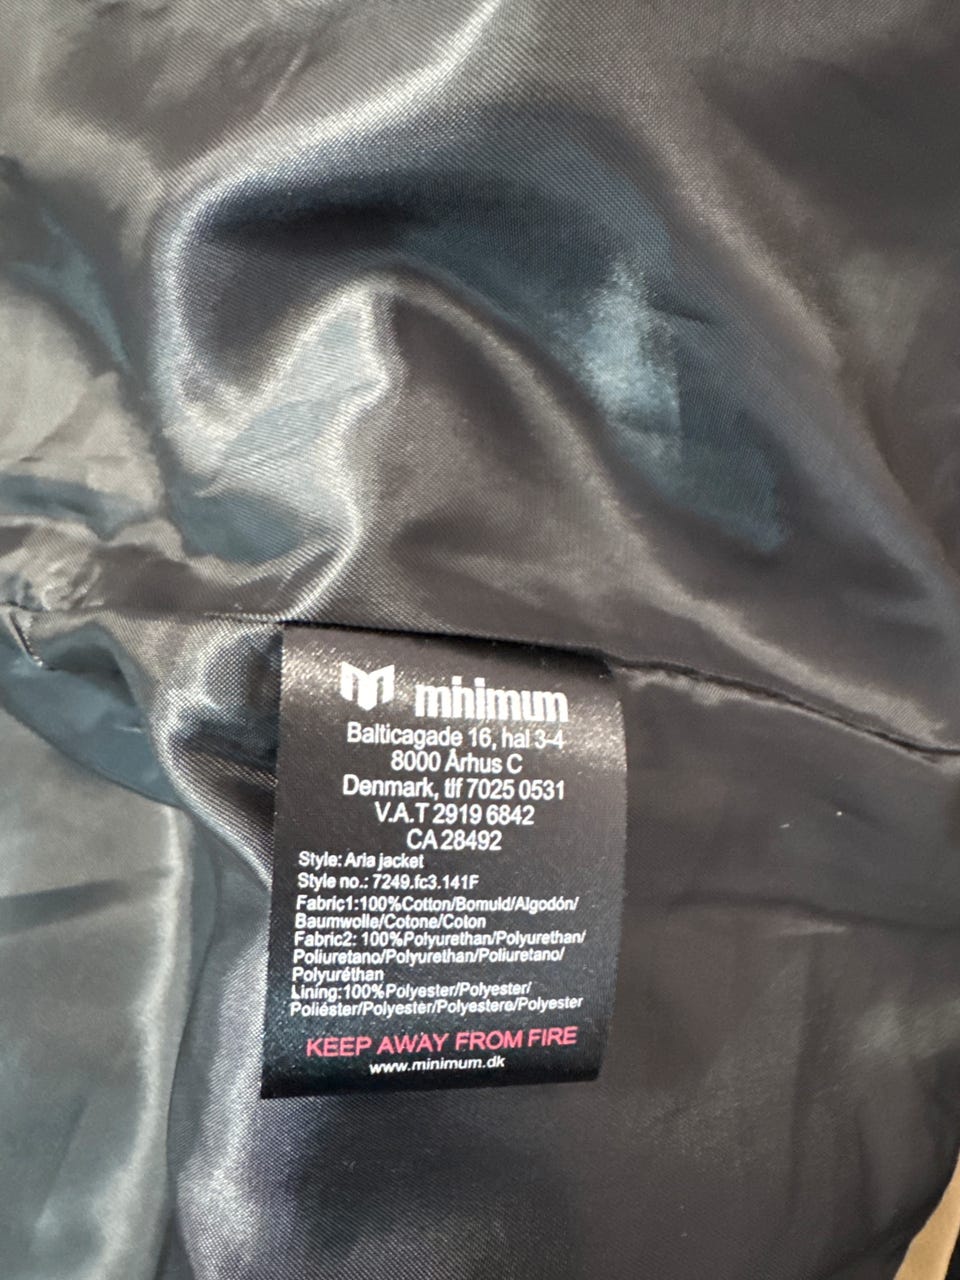 minimum
Balticagade 16, hal 3-4
8000 Århus C
Denmark, tlf 7025 0531
V.A.T 2919 6842
CA 28492
Style: Aria jacket
Style no.: 7249.fc3.141F
Fabric1:100%Cotton/Bomuld/Algodón/
Baumwolle/Cotone/Coton
Fabric2: 100%Polyurethan/Polyurethan/
Poliuretano/Polyurethan/Poliuretano/
Polyuréthan
Lining:100%Polyester/Polyester/
Poliéster/Polyester/Polyestere/Polyester
KEEP AWAY FROM FIRE
www.minimum.dk